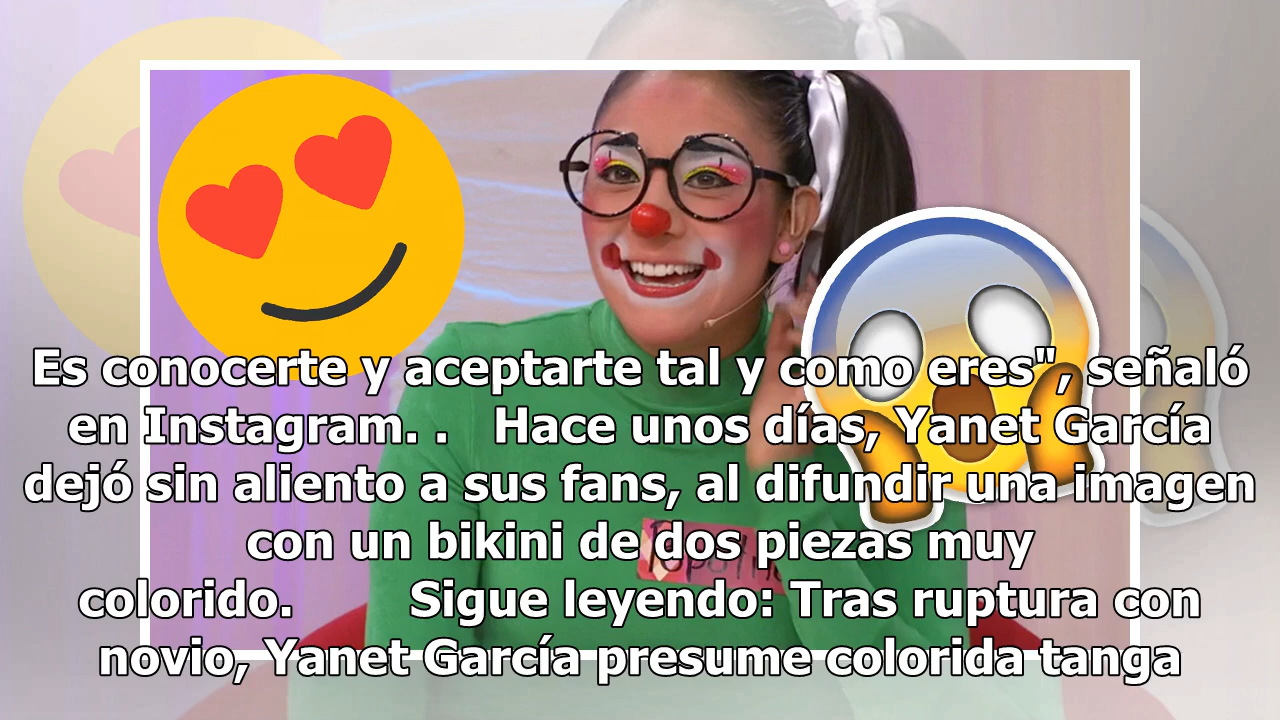 Es conocerte y aceptarte tal y como eres", señaló
en Instagram. .   Hace unos días, Yanet García
dejó sin aliento a sus fans, al difundir una imagen
con un bikini de dos piezas muy
colorido.        Sigue leyendo: Tras ruptura con
novio, Yanet García presume colorida tanga